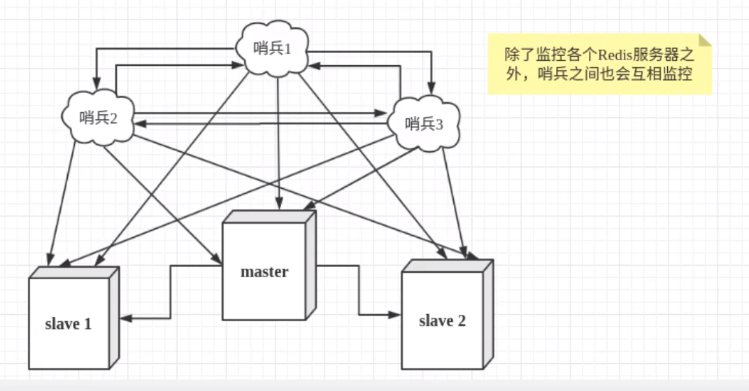 哨兵1
除了监控各个Redis服务器之
外，哨兵之间也会互相监控
哨兵2
哨兵3
master
slave 1
slave 2